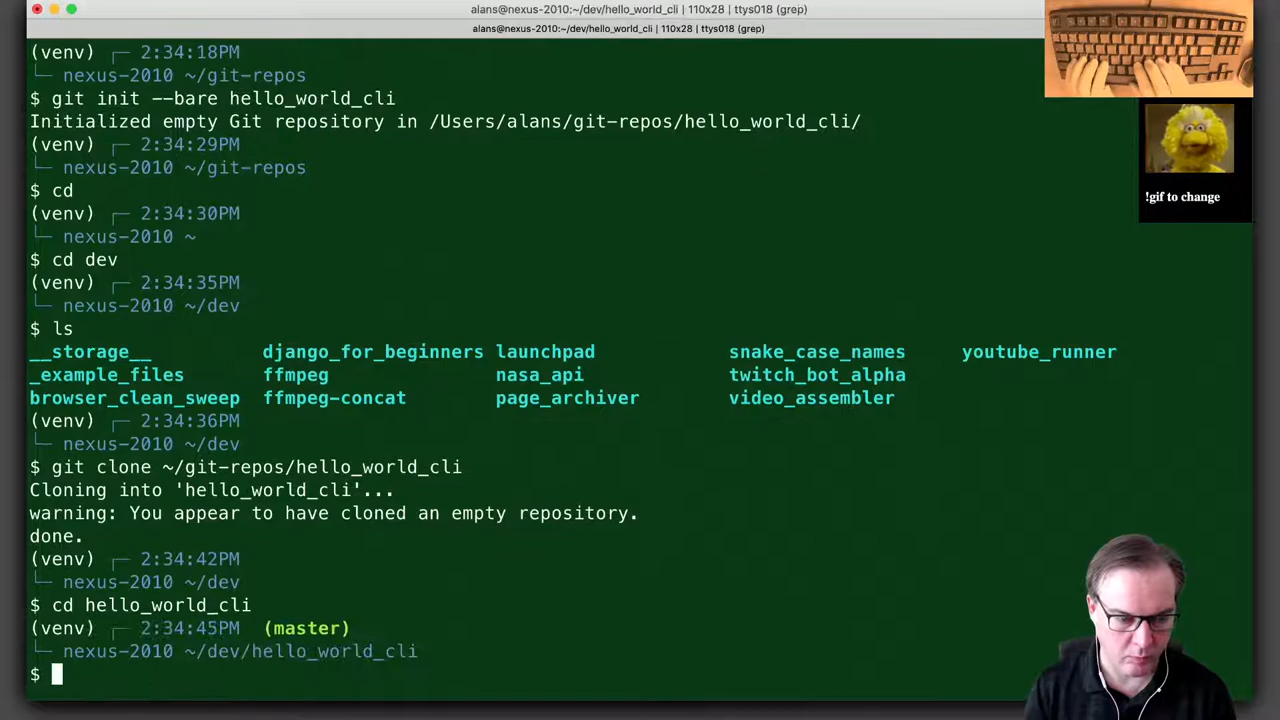 alans@nexus-2010:~/dev/hello_world_cli | 110x28 | ttys018 (grep)
alans@nexus-2010:~/dev/hello_world_cli | 110x28 | ttys018 (grep)
(venv) ┌─ 2:34:18PM
└─ nexus-2010 ~/git-repos
$ git init --bare hello_world_cli
Initialized empty Git repository in /Users/alans/git-repos/hello_world_cli/
(venv) ┌─ 2:34:29PM
└─ nexus-2010 ~/git-repos
$ cd
(venv) ┌─ 2:34:30PM
└─ nexus-2010 ~
$ cd dev
(venv) ┌─ 2:34:35PM
└─ nexus-2010 ~/dev
$ ls
__storage__ django_for_beginners launchpad snake_case_names youtube_runner
_example_files ffmpeg nasa_api twitch_bot_alpha
browser_clean_sweep ffmpeg-concat page_archiver video_assembler
(venv) ┌─ 2:34:36PM
└─ nexus-2010 ~/dev
$ git clone ~/git-repos/hello_world_cli
Cloning into 'hello_world_cli'...
warning: You appear to have cloned an empty repository.
done.
(venv) ┌─ 2:34:42PM
└─ nexus-2010 ~/dev
$ cd hello_world_cli
(venv) ┌─ 2:34:45PM (master)
└─ nexus-2010 ~/dev/hello_world_cli
$
!gif to change